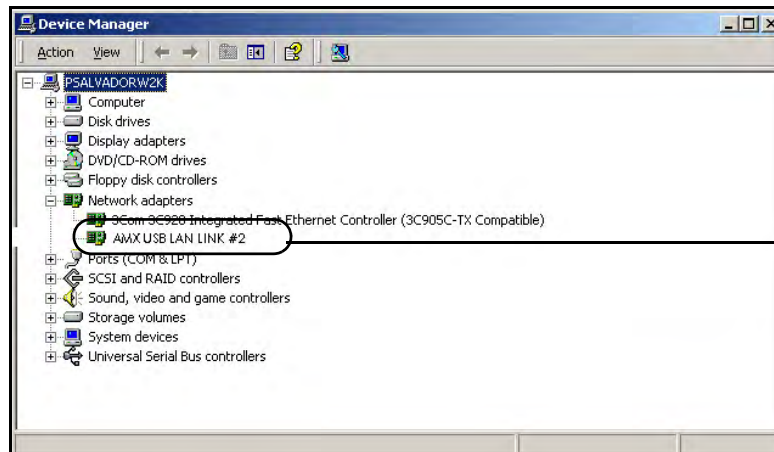 Device Manager
Action View
PSALVADORW2K
Computer
Disk drives
Display adapters
DVD/CD-ROM drives
Floppy disk controllers
Network adapters
3Com 3C920 Integrated Fast Ethernet Controller (3C905C-TX Compatible)
AMX USB LAN LINK #2
Ports (COM & LPT)
SCSI and RAID controllers
Sound, video and game controllers
Storage volumes
System devices
Universal Serial Bus controllers